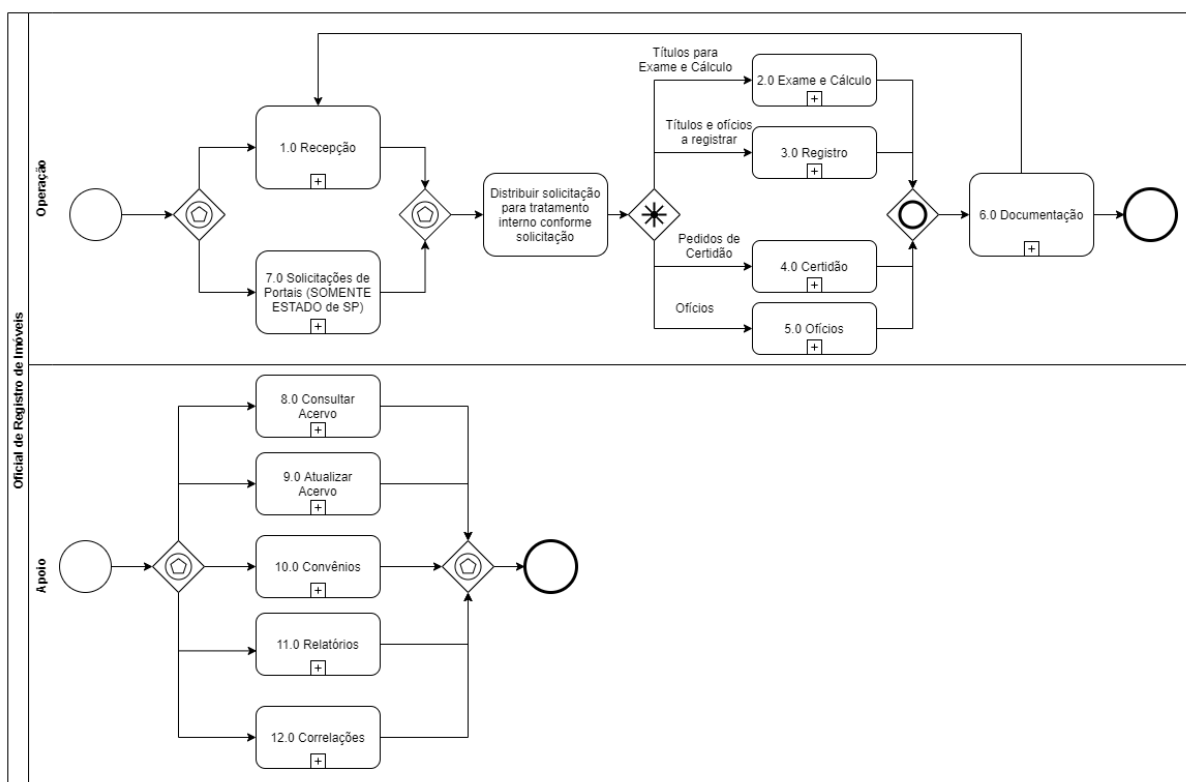 Oficial de Registro de Imóveis
Operação
1.0 Recepção
7.0 Solicitações de
Portais (SOMENTE
ESTADO de SP)
Distribuir solicitação
para tratamento
interno conforme
solicitação
Títulos para
Exame e Cálculo
2.0 Exame e Cálculo
Títulos e ofícios
a registrar
3.0 Registro
Pedidos de
Certidão
4.0 Certidão
Ofícios
5.0 Ofícios
6.0 Documentação
Apoio
8.0 Consultar
Acervo
9.0 Atualizar
Acervo
10.0 Convênios
11.0 Relatórios
12.0 Correlações